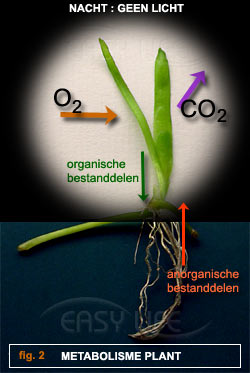 NACHT : GEEN LICHT
O2
CO2
organische
bestanddelen
anorganische
bestanddelen
EASY LIFE
fig. 2 METABOLISME PLANT